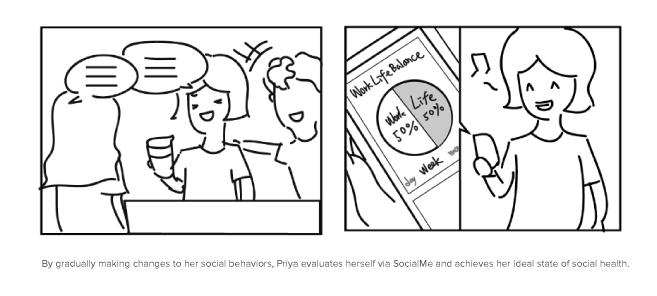 Work Life Balance
Work 50%
Life 50%
day Week
By gradually making changes to her social behaviors, Priya evaluates herself via SocialMe and achieves her ideal state of social health.